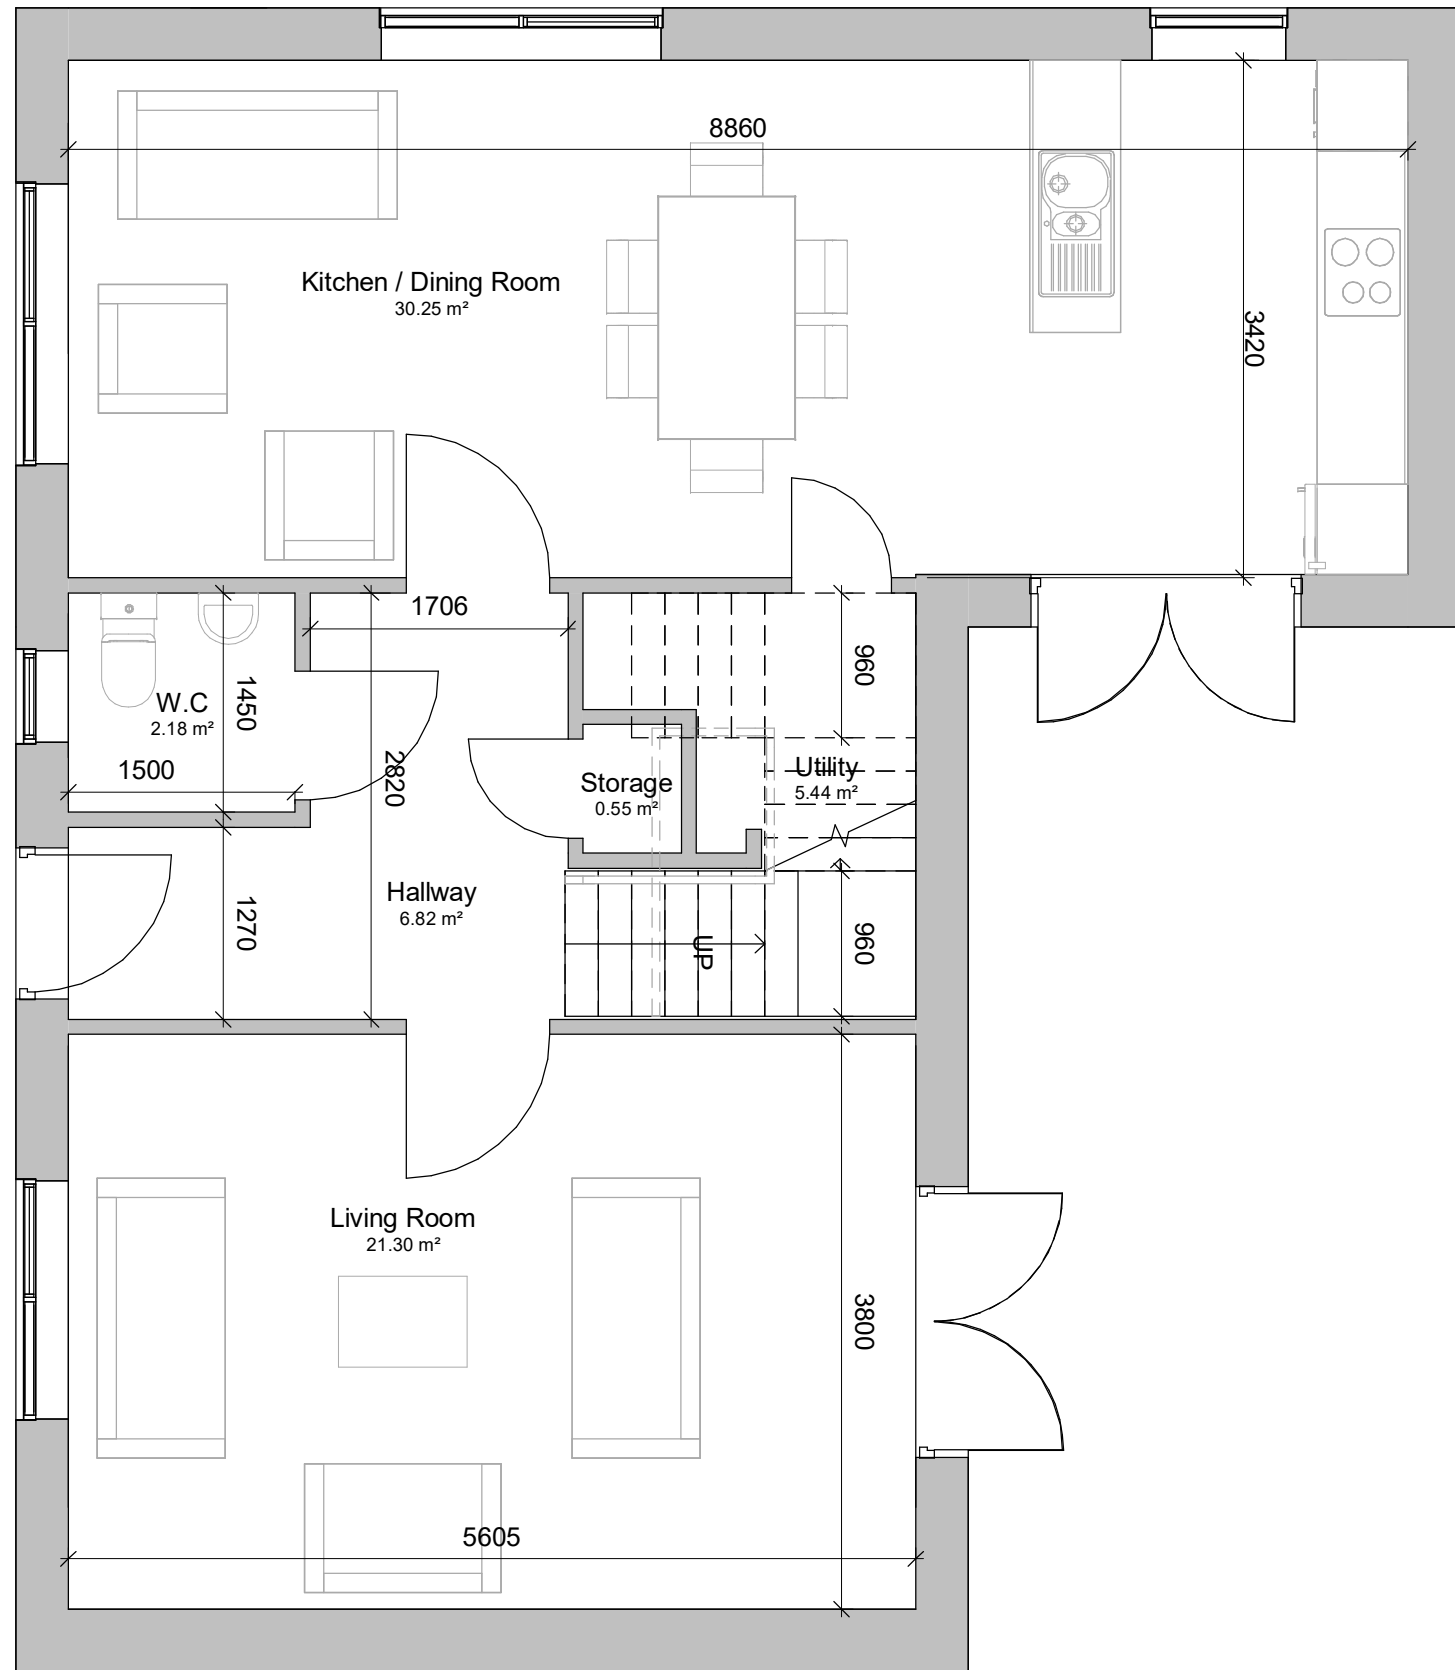 8860
Kitchen / Dining Room
30.25 m²
3420
1706
960
W.C
2.18 m²
1450
1500
2820
Storage
0.55 m²
Utility
5.44 m²
Hallway
6.82 m²
1270
UP
960
Living Room
21.30 m²
3800
5605